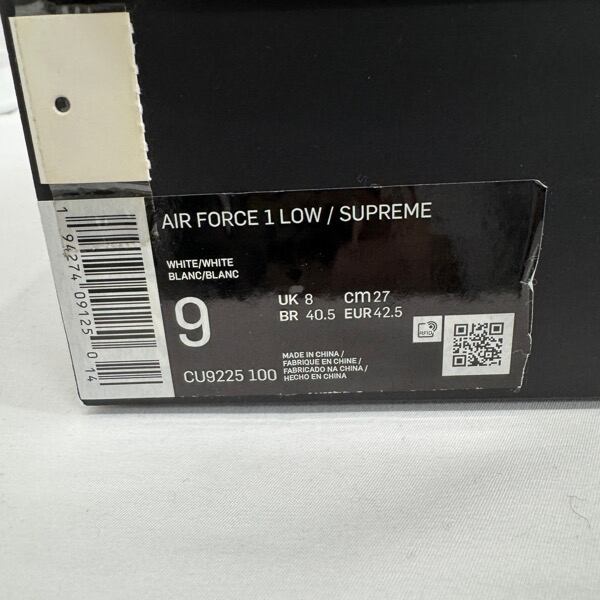 AIR FORCE 1 LOW / SUPREME
WHITE/WHITE
BLANC/BLANC
9
UK 8 cm 27
BR 40.5 EUR 42.5
RFID
CU9225 100
MADE IN CHINA /
FABRIQUE EN CHINE /
FABRICADO NA CHINA /
HECHO EN CHINA
1 94274 09125 0 14